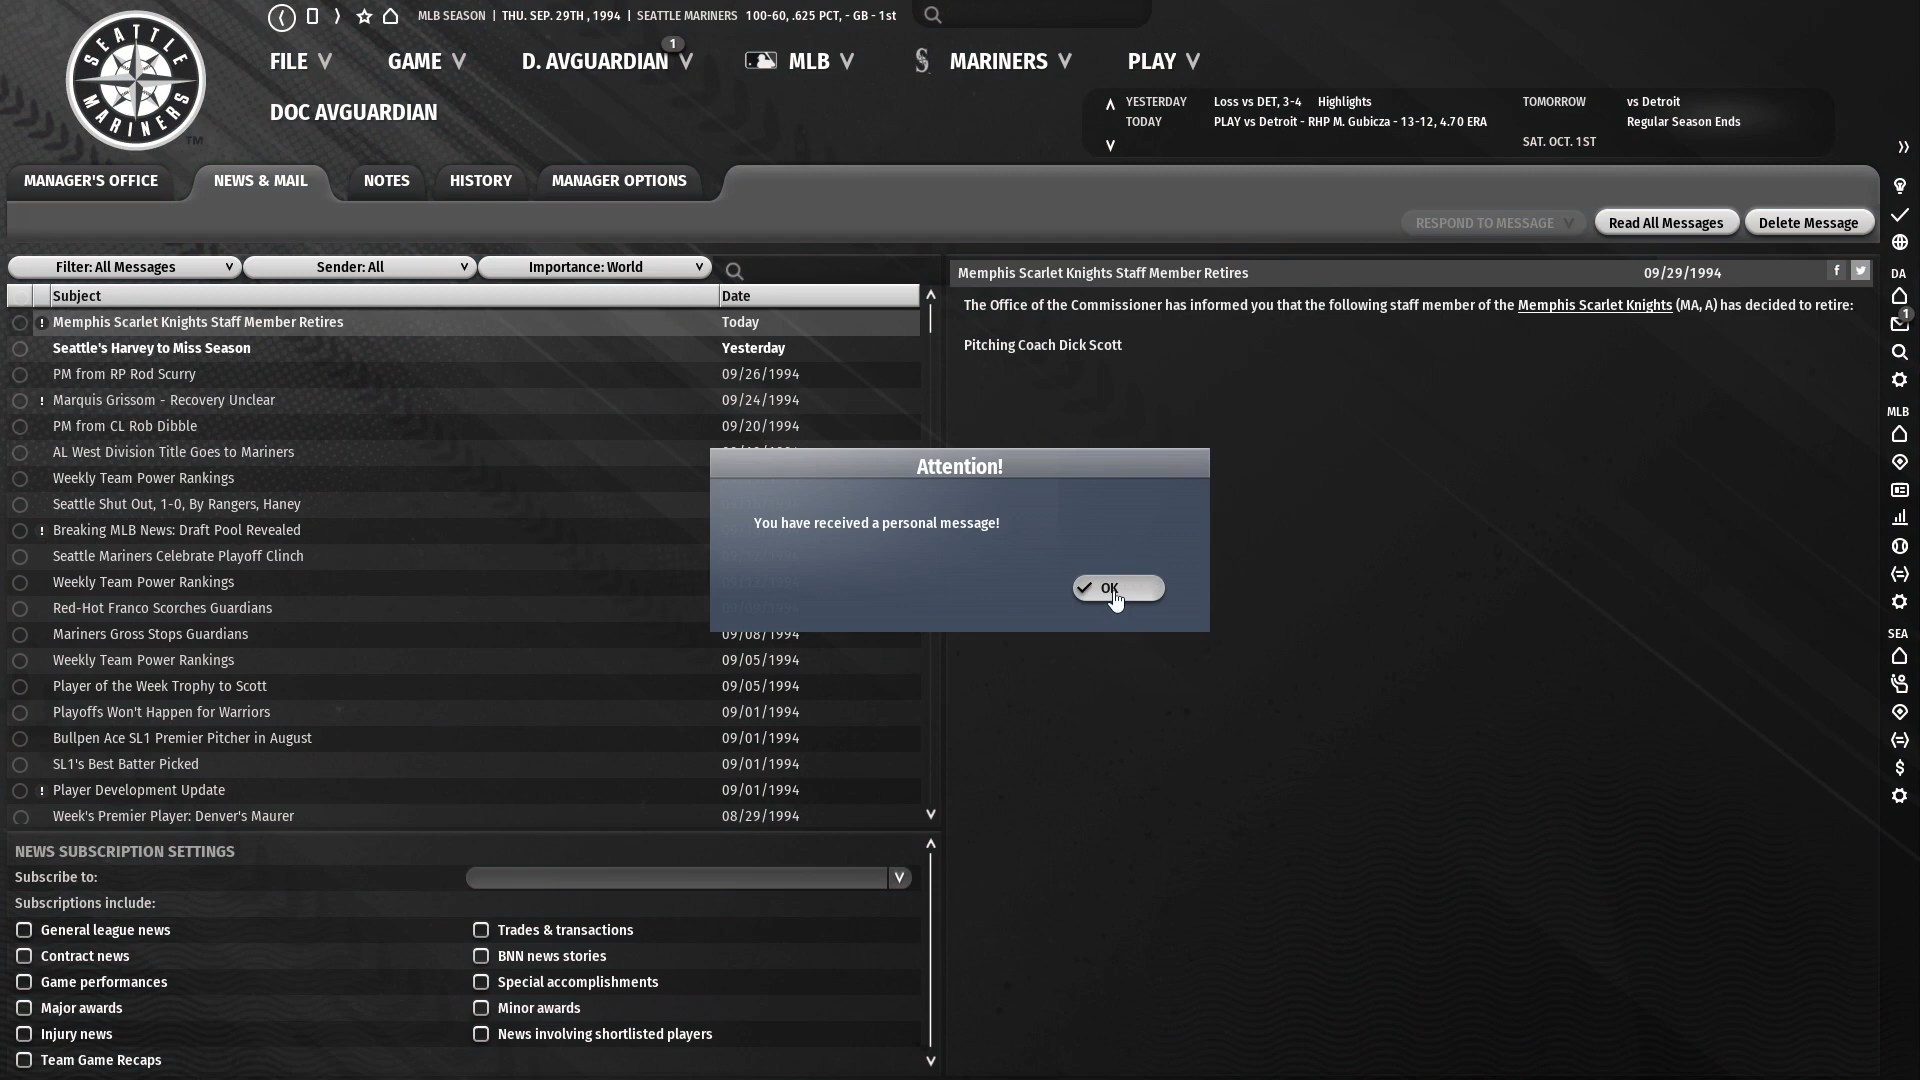 MLB SEASON | THU. SEP. 29TH , 1994 | SEATTLE MARINERS 100-60, .625 PCT, - GB - 1st
SEATTLE MARINERS
TM
FILE
GAME
D. AVGUARDIAN
1
MLB
MARINERS
PLAY
DOC AVGUARDIAN
YESTERDAY Loss vs DET, 3-4 Highlights TOMORROW vs Detroit
TODAY PLAY vs Detroit - RHP M. Gubicza - 13-12, 4.70 ERA Regular Season Ends
SAT. OCT. 1ST
MANAGER'S OFFICE
NEWS & MAIL
NOTES
HISTORY
MANAGER OPTIONS
RESPOND TO MESSAGE
Read All Messages
Delete Message
Filter: All Messages
Sender: All
Importance: World
Subject Date
! Memphis Scarlet Knights Staff Member Retires Today
Seattle's Harvey to Miss Season Yesterday
PM from RP Rod Scurry 09/26/1994
! Marquis Grissom - Recovery Unclear 09/24/1994
PM from CL Rob Dibble 09/20/1994
AL West Division Title Goes to Mariners
Weekly Team Power Rankings
Seattle Shut Out, 1-0, By Rangers, Haney
! Breaking MLB News: Draft Pool Revealed
Seattle Mariners Celebrate Playoff Clinch
Weekly Team Power Rankings
Red-Hot Franco Scorches Guardians
Mariners Gross Stops Guardians 09/08/1994
Weekly Team Power Rankings 09/05/1994
Player of the Week Trophy to Scott 09/05/1994
Playoffs Won't Happen for Warriors 09/01/1994
Bullpen Ace SL1 Premier Pitcher in August 09/01/1994
SL1's Best Batter Picked 09/01/1994
! Player Development Update 09/01/1994
Week's Premier Player: Denver's Maurer 08/29/1994
Memphis Scarlet Knights Staff Member Retires 09/29/1994
The Office of the Commissioner has informed you that the following staff member of the Memphis Scarlet Knights (MA, A) has decided to retire:
Pitching Coach Dick Scott
Attention!
You have received a personal message!
OK
NEWS SUBSCRIPTION SETTINGS
Subscribe to:
Subscriptions include:
General league news Trades & transactions
Contract news BNN news stories
Game performances Special accomplishments
Major awards Minor awards
Injury news News involving shortlisted players
Team Game Recaps
DA
1
MLB
SEA
$